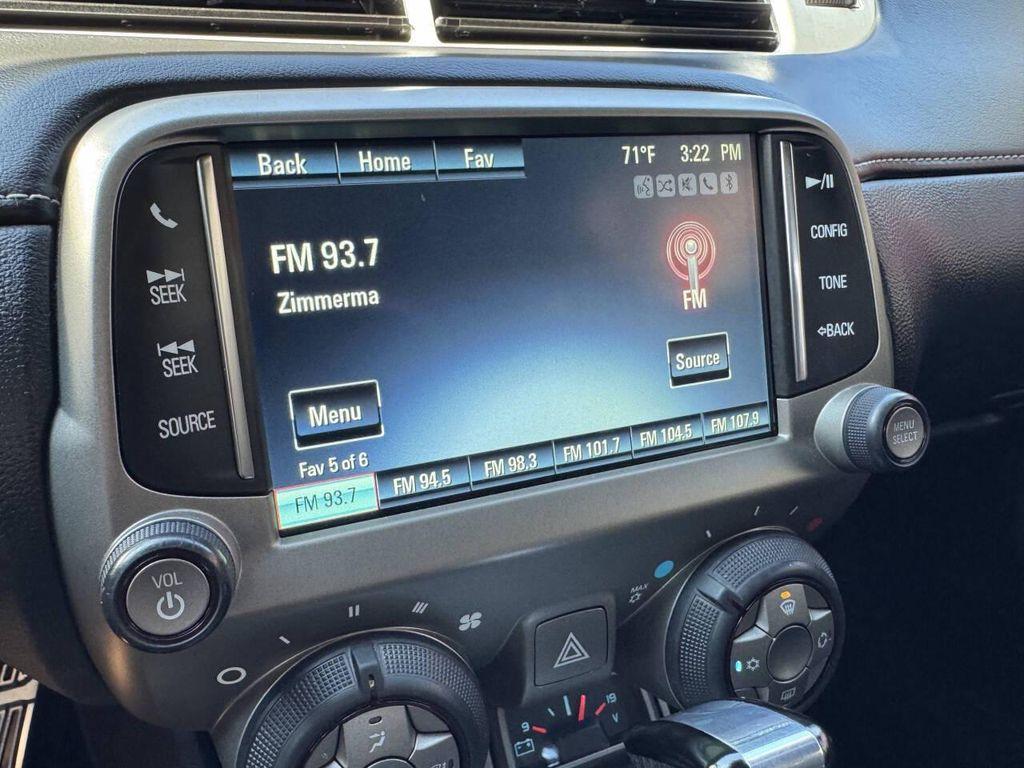 Back Home Fav
71°F 3:22 PM
FM 93.7
Zimmerma
FM
Menu
Source
Fav 5 of 6
FM 93.7 FM 94.5 FM 98.3 FM 101.7 FM 104.5 FM 107.9
SEEK
SEEK
SOURCE
CONFIG
TONE
BACK
MENU
SELECT
VOL
MAX
9 19
V